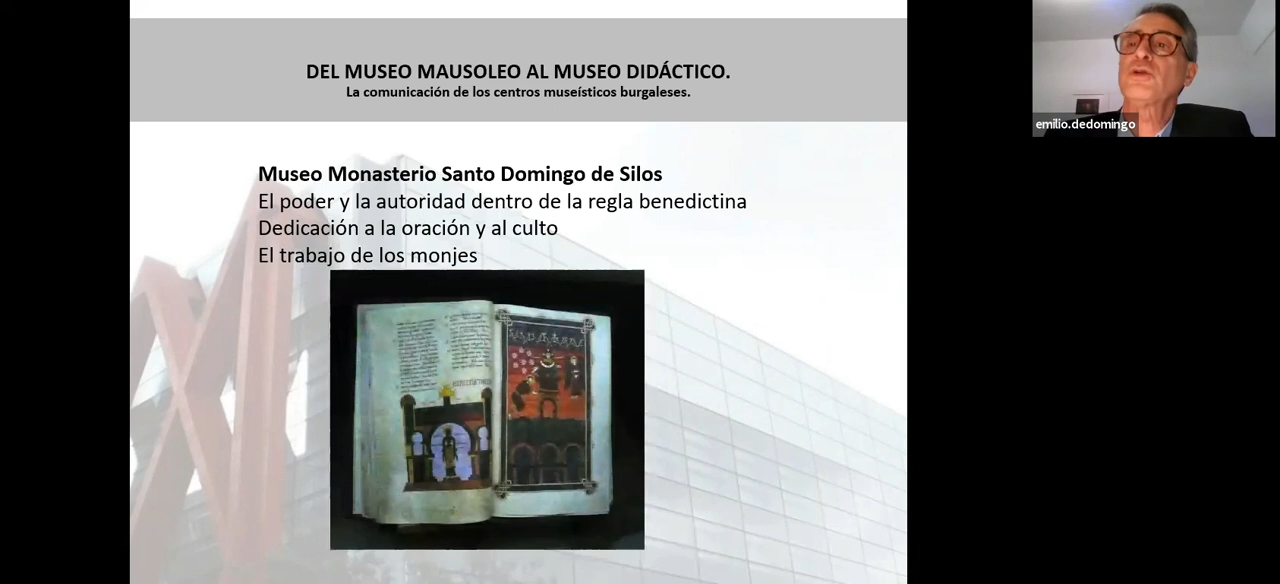 DEL MUSEO MAUSOLEO AL MUSEO DIDÁCTICO.
La comunicación de los centros museísticos burgaleses.
Museo Monasterio Santo Domingo de Silos
El poder y la autoridad dentro de la regla benedictina
Dedicación a la oración y al culto
El trabajo de los monjes
emilio.dedomingo